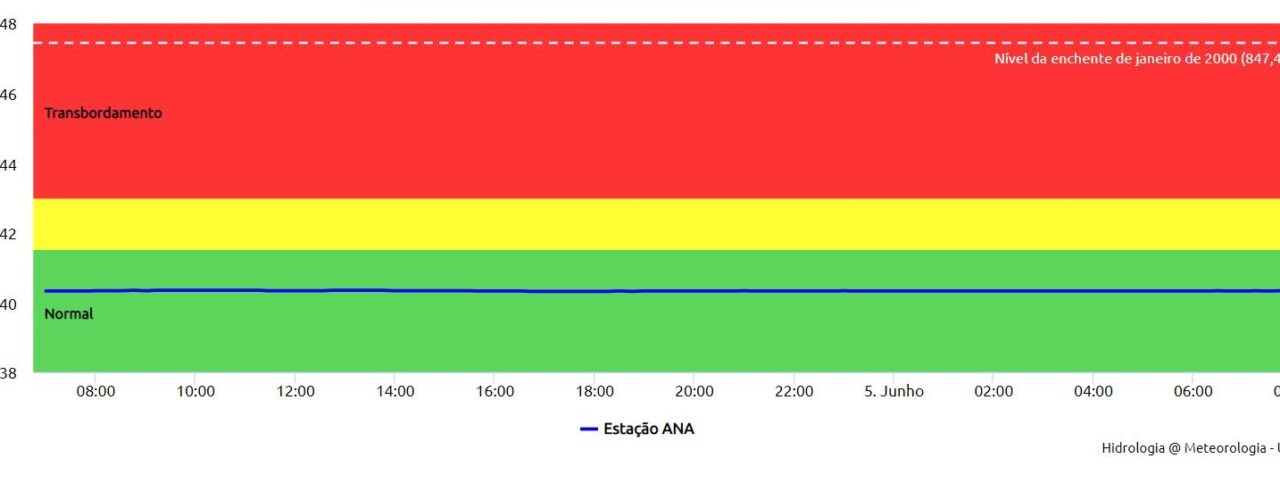 48
Nível da enchente de janeiro de 2000 (847,4
46
Transbordamento
44
42
40
Normal
38
08:00 10:00 12:00 14:00 16:00 18:00 20:00 22:00 5. Junho 02:00 04:00 06:00
Estação ANA
Hidrologia @ Meteorologia -